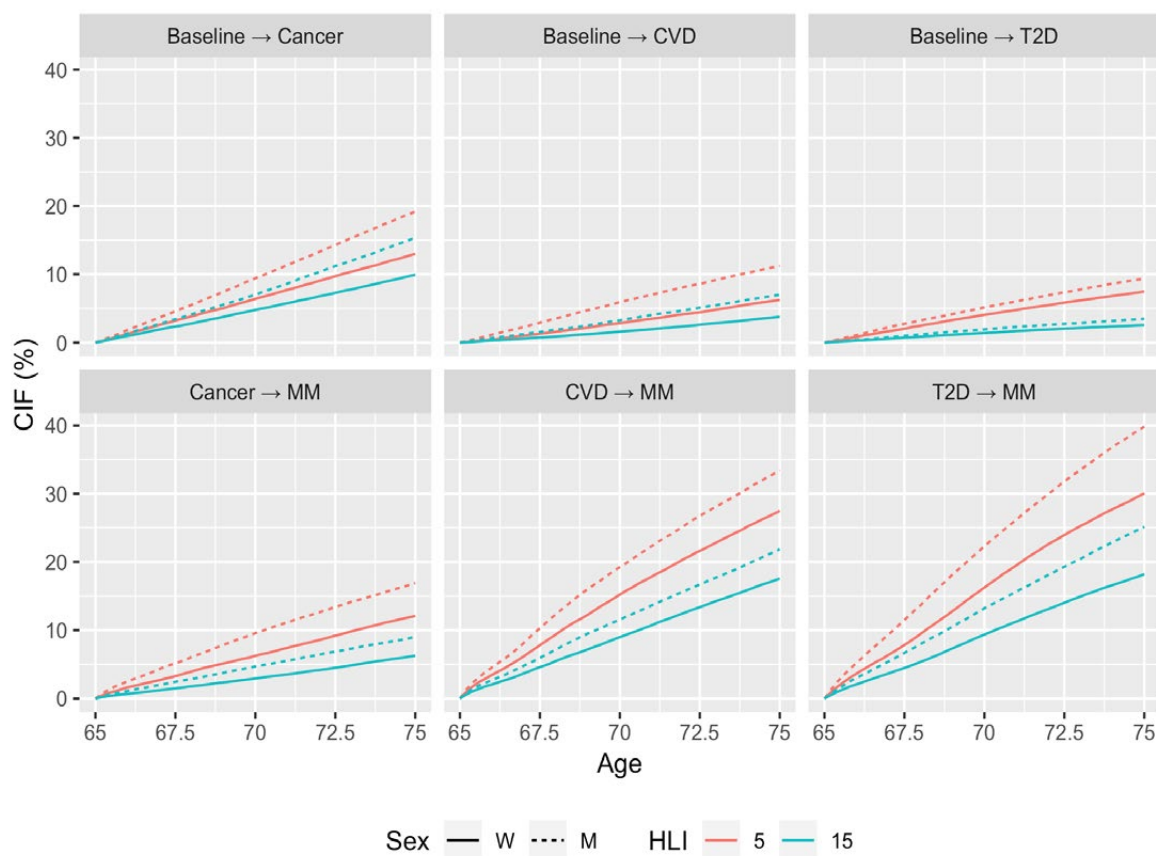 Baseline → Cancer
Baseline → CVD
Baseline → T2D
40
30
20
10
0
Cancer → MM
CVD → MM
T2D → MM
40
30
20
10
0
CIF (%)
65 67.5 70 72.5 75
65 67.5 70 72.5 75
65 67.5 70 72.5 75
Age
Sex W M HLI 5 15